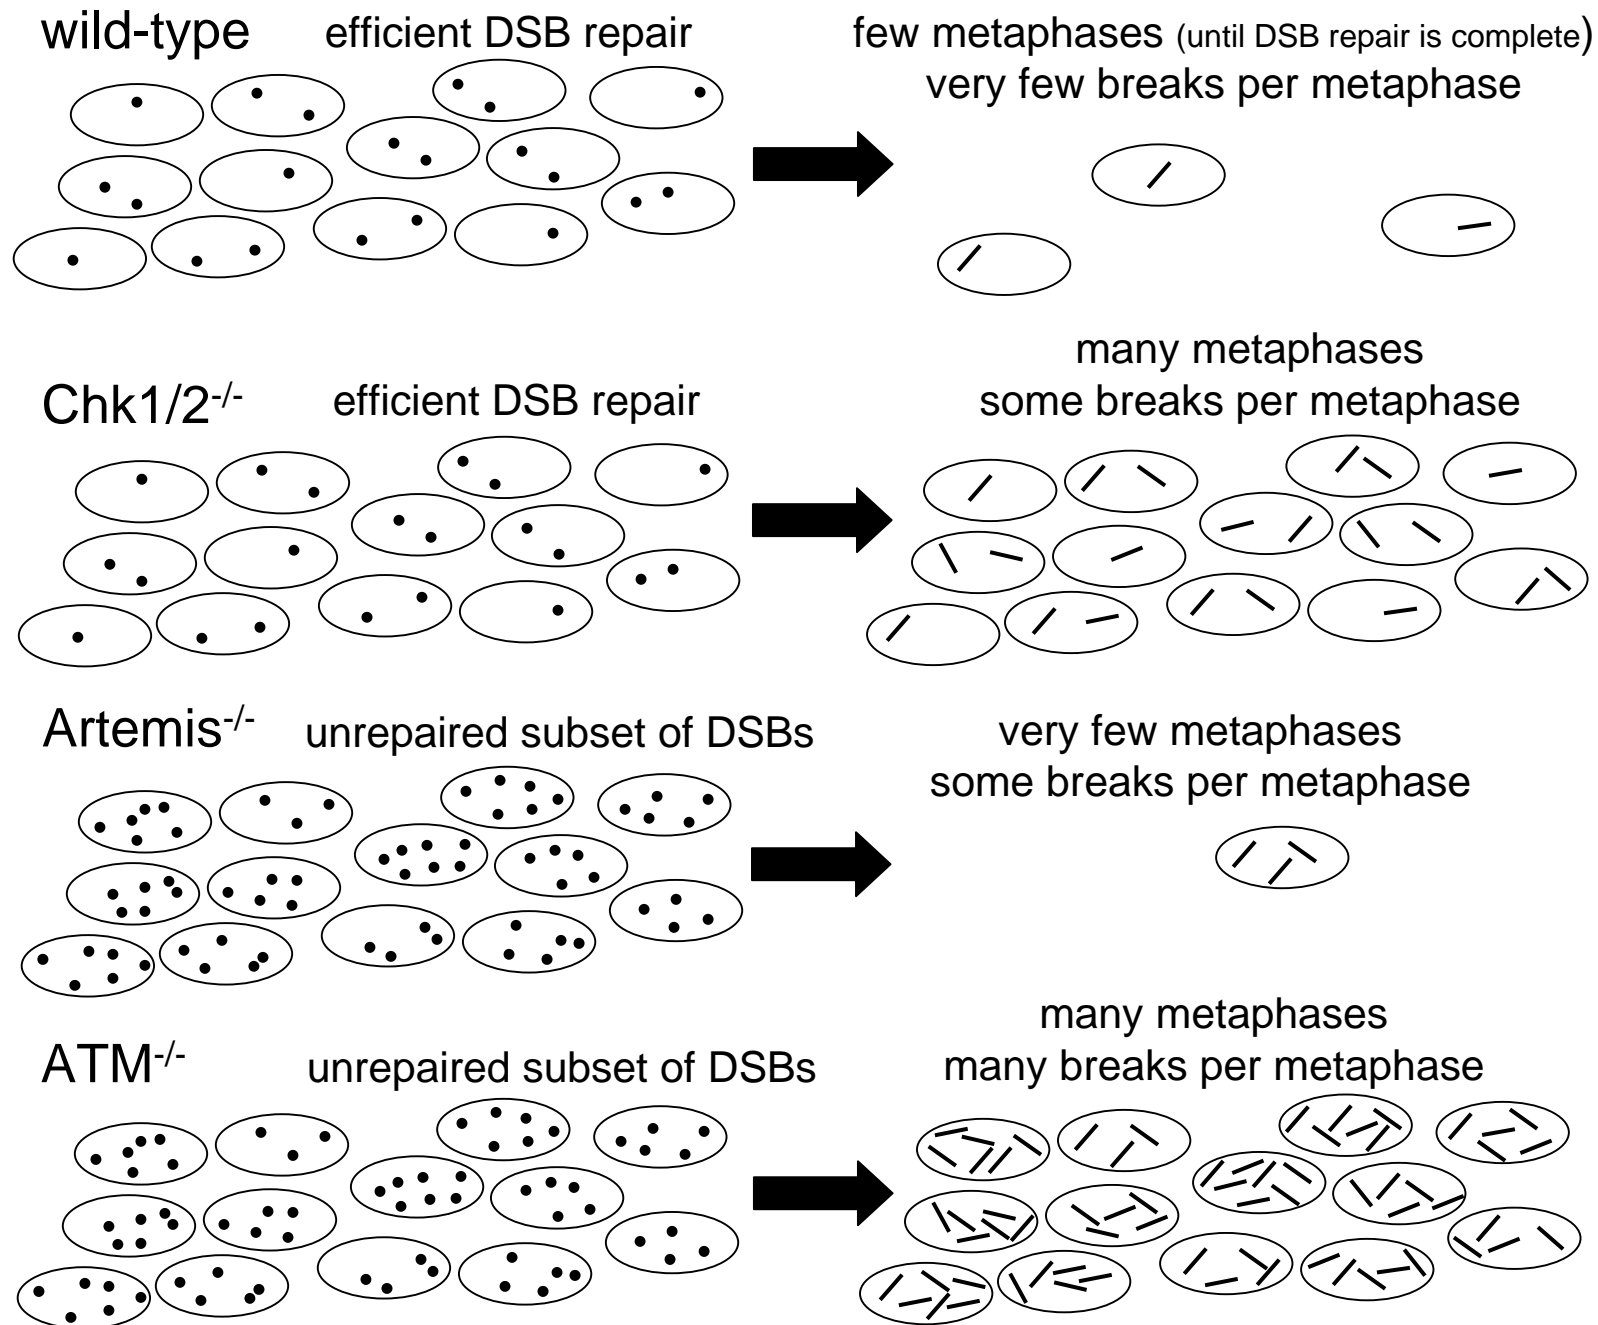 wild-type efficient DSB repair few metaphases (until DSB repair is complete)
very few breaks per metaphase
many metaphases
Chk1/2-/- efficient DSB repair some breaks per metaphase
Artemis-/- unrepaired subset of DSBs very few metaphases
some breaks per metaphase
many metaphases
ATM-/- unrepaired subset of DSBs many breaks per metaphase